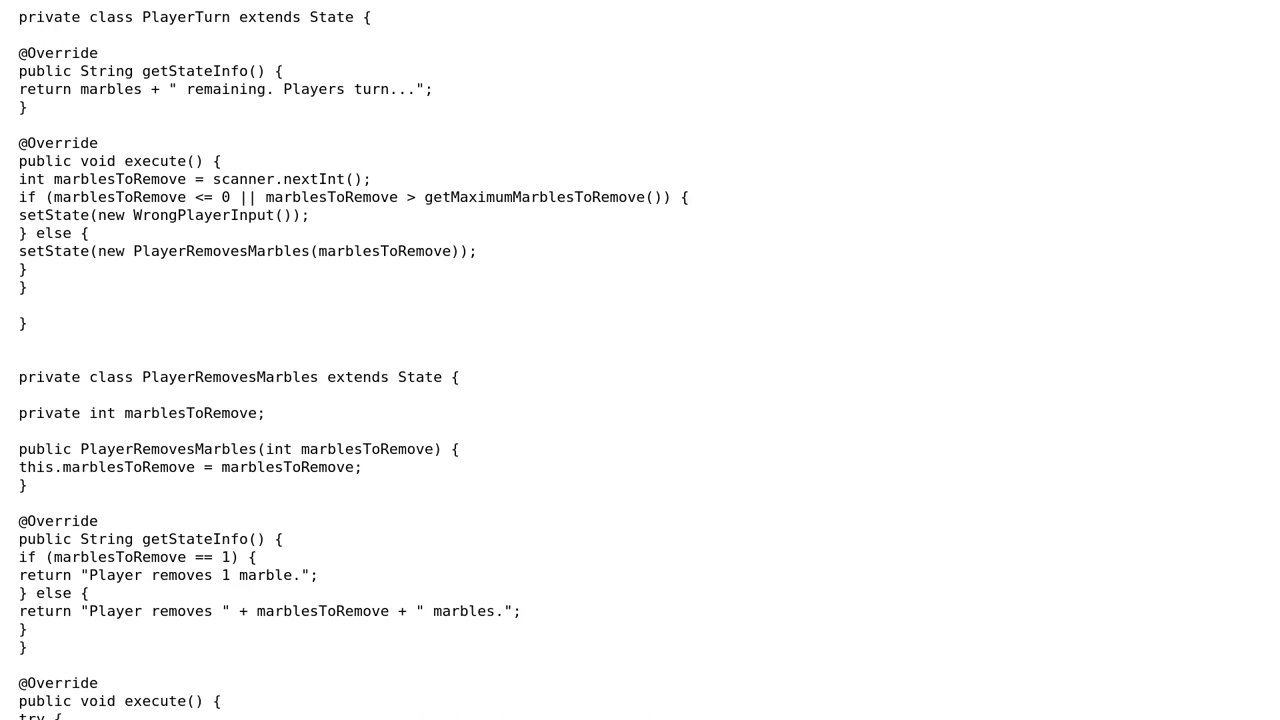 private class PlayerTurn extends State {
@Override
public String getStateInfo() {
return marbles + " remaining. Players turn...";
}
@Override
public void execute() {
int marblesToRemove = scanner.nextInt();
if (marblesToRemove <= 0 || marblesToRemove > getMaximumMarblesToRemove()) {
setState(new WrongPlayerInput());
} else {
setState(new PlayerRemovesMarbles(marblesToRemove));
}
}
}
private class PlayerRemovesMarbles extends State {
private int marblesToRemove;
public PlayerRemovesMarbles(int marblesToRemove) {
this.marblesToRemove = marblesToRemove;
}
@Override
public String getStateInfo() {
if (marblesToRemove == 1) {
return "Player removes 1 marble.";
} else {
return "Player removes " + marblesToRemove + " marbles.";
}
}
@Override
public void execute() {
try {